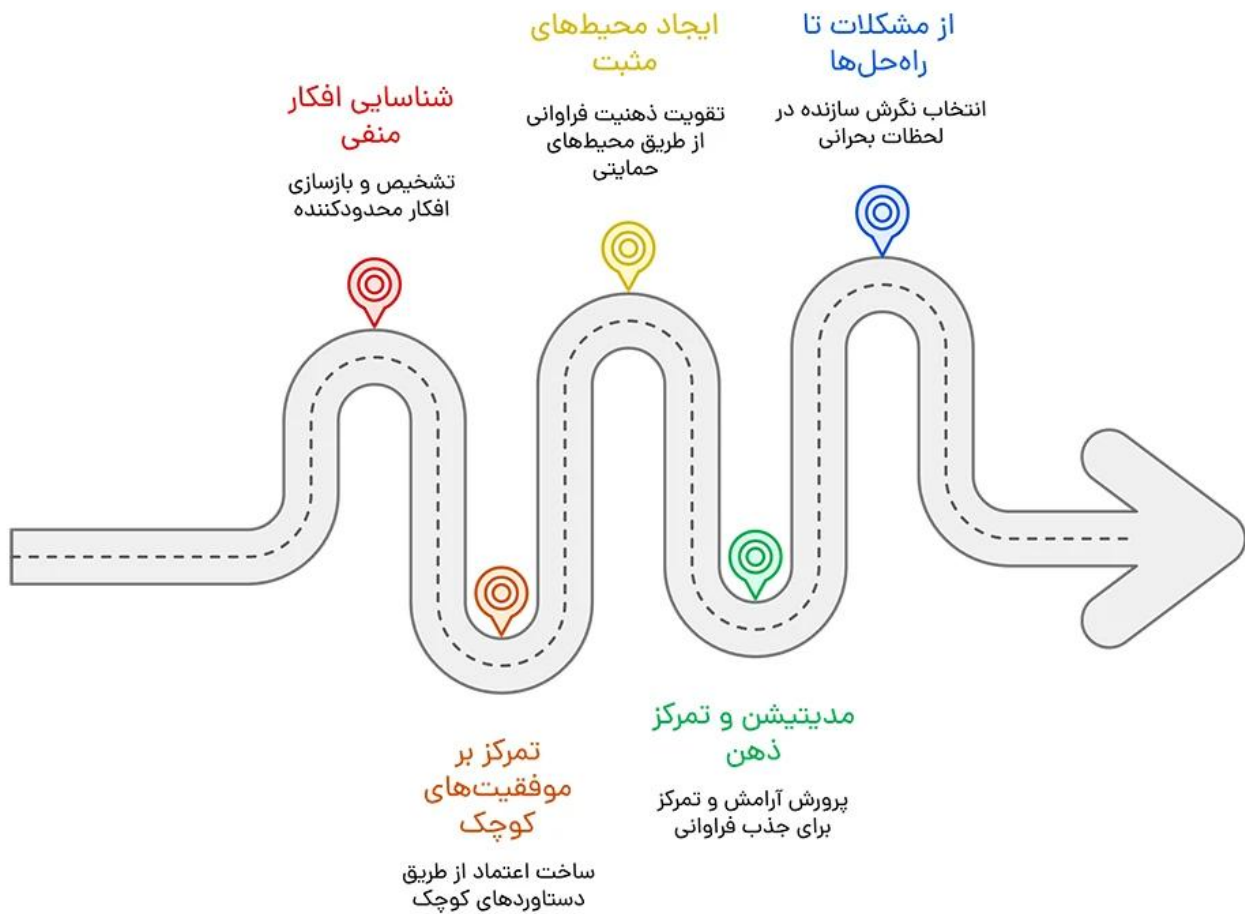 شناسایی افکار
منفی
تشخیص و بازسازی
افکار محدودکننده
تمرکز بر
موفقیت‌های
کوچک
ساخت اعتماد از طریق
دستاوردهای کوچک
ایجاد محیط‌های
مثبت
تقویت ذهنیت فراوانی
از طریق محیط‌های
حمایتی
مدیتیشن و تمرکز
ذهن
پرورش آرامش و تمرکز
برای جذب فراوانی
از مشکلات تا
راه‌حل‌ها
انتخاب نگرش سازنده در
لحظات بحرانی